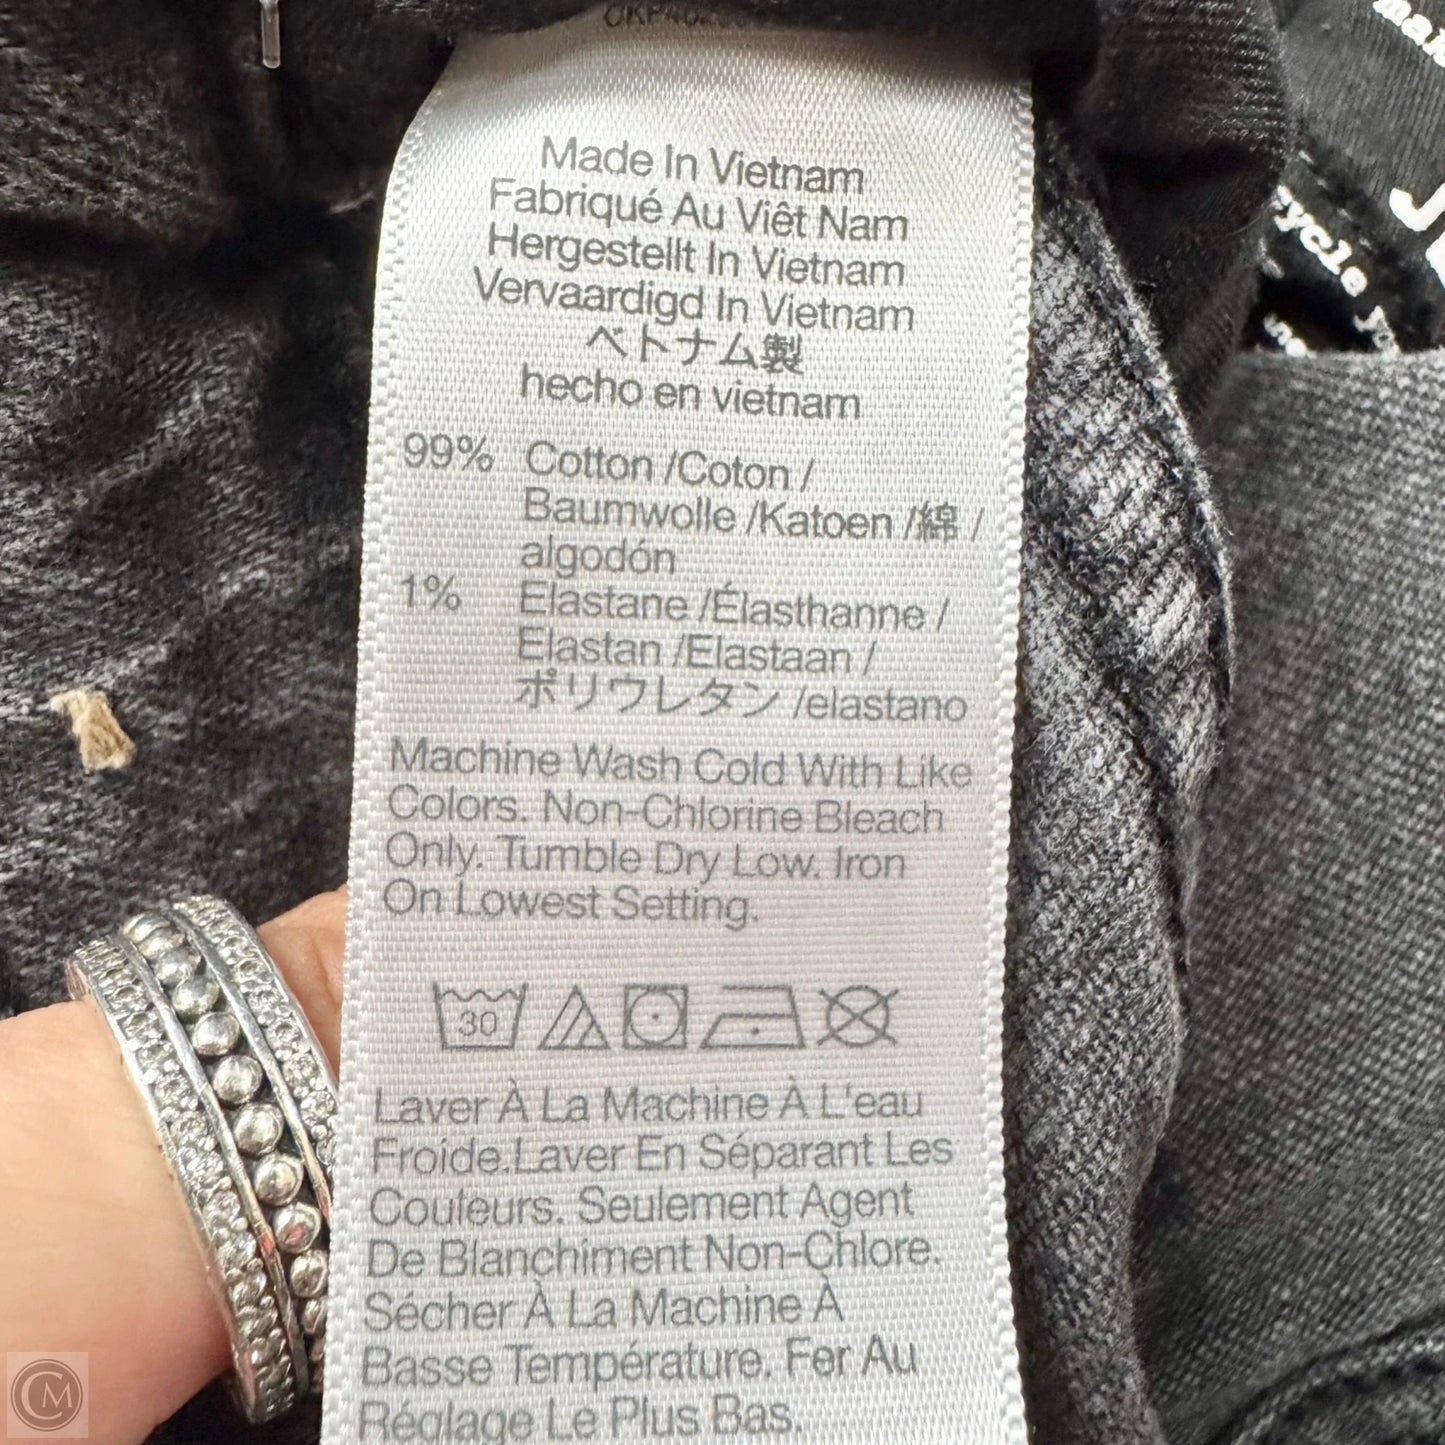 Made In Vietnam
Fabriqué Au Viêt Nam
Hergestellt In Vietnam
Vervaardigd In Vietnam
ベトナム製
hecho en vietnam
99% Cotton /Coton /
Baumwolle /Katoen /綿 /
algodón
1% Elastane /Élasthanne /
Elastan /Elastaan /
ポリウレタン /elastano
Machine Wash Cold With Like
Colors. Non-Chlorine Bleach
Only. Tumble Dry Low. Iron
On Lowest Setting.
30
Laver À La Machine À L'eau
Froide.Laver En Séparant Les
Couleurs. Seulement Agent
De Blanchiment Non-Chlore.
Sécher À La Machine À
Basse Température. Fer Au
Réglage Le Plus Bas.
CM